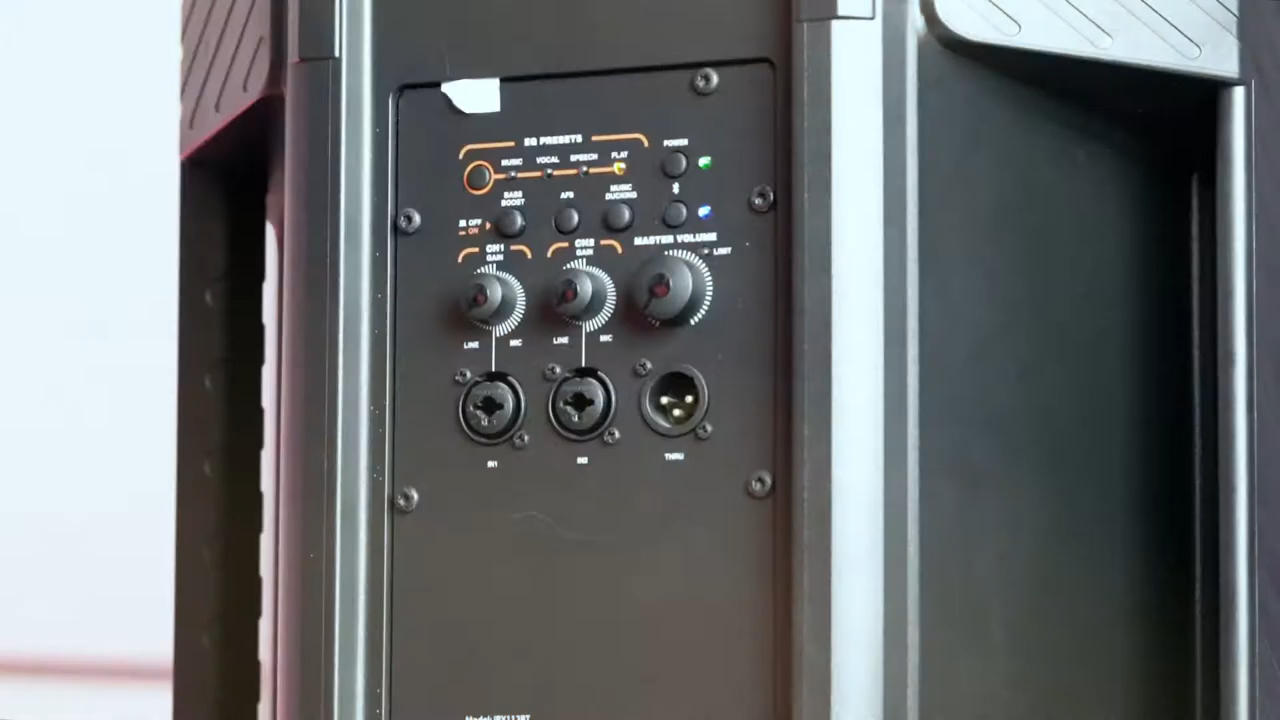 EQ PRESETS
MUSIC VOCAL SPEECH FLAT
POWER
BASS BOOST
AFS
MUSIC DUCKING
OFF
ON
CH1
GAIN
CH2
GAIN
MASTER VOLUME
LIMIT
LINE MIC
LINE MIC
IN1
IN2
THRU